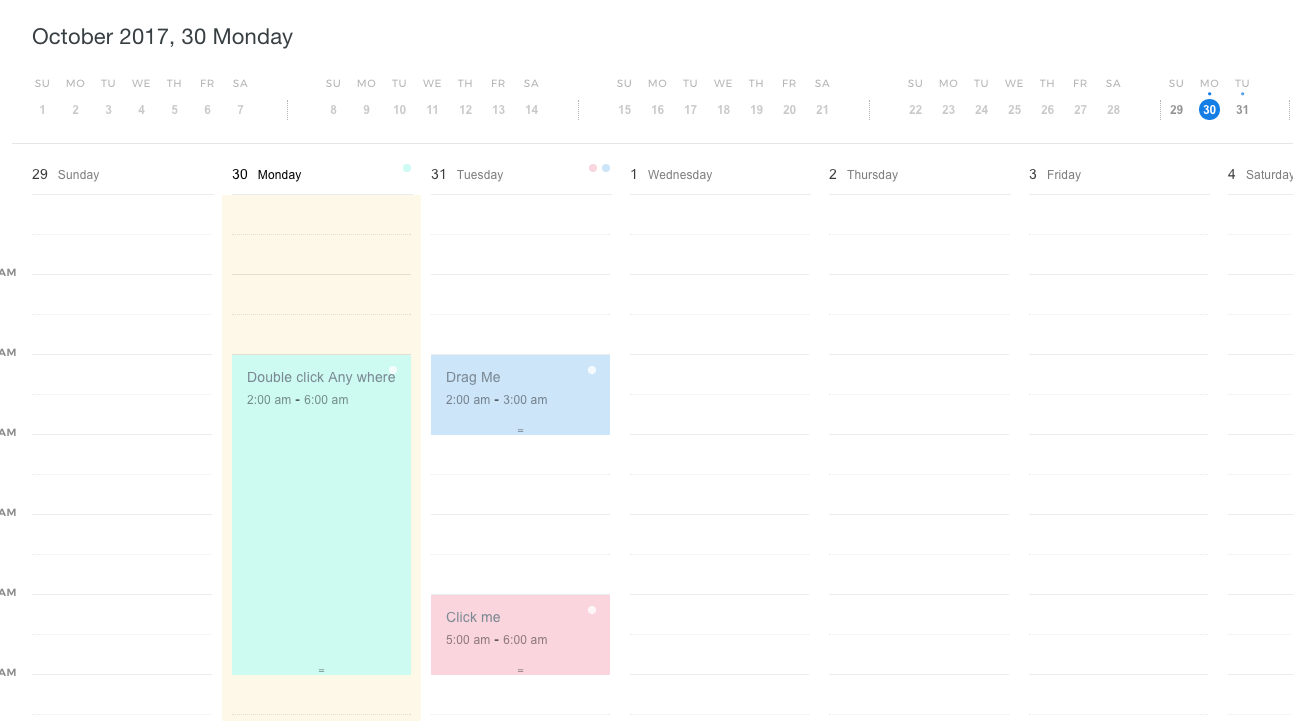 October 2017, 30 Monday
SU MO TU WE TH FR SA SU MO TU WE TH FR SA SU MO TU WE TH FR SA SU MO TU WE TH FR SA SU MO TU
1 2 3 4 5 6 7 8 9 10 11 12 13 14 15 16 17 18 19 20 21 22 23 24 25 26 27 28 29 30 31
29 Sunday 30 Monday 31 Tuesday 1 Wednesday 2 Thursday 3 Friday 4 Saturday
AM
AM
Double click Any where Drag Me
2:00 am - 6:00 am 2:00 am - 3:00 am
=
AM
AM
AM
Click me
5:00 am - 6:00 am
= =
AM